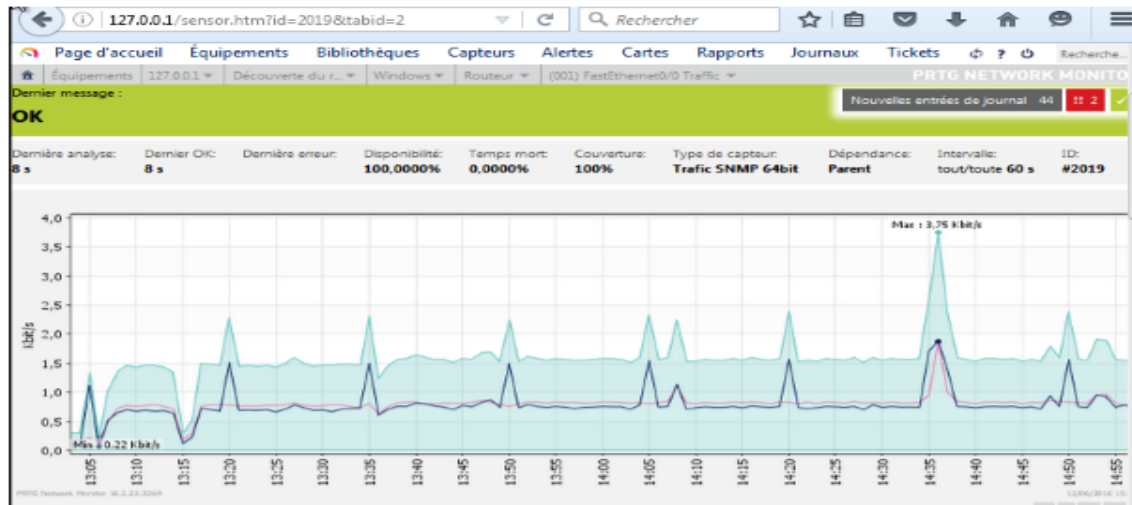 127.0.0.1/sensor.htm?id=2019&tabid=2
Rechercher
Page d'accueil Équipements Bibliothèques Capteurs Alertes Cartes Rapports Journaux Tickets Recherche...
Équipements 127.0.0.1 Découverte du r... Windows Routeur (001) FastEthernet0/0 Traffic PRTG NETWORK MONITO
Dernier message :
OK
Nouvelles entrées de journal 44 2
Dernière analyse: Dernier OK: Dernière erreur: Disponibilité: Temps mort: Couverture: Type de capteur: Dépendance: Intervalle: ID:
8 s 8 s 100,0000% 0,0000% 100% Trafic SNMP 64bit Parent tout/toute 60 s #2019
4,0
3,5
3,0
2,5
2,0
1,5
1,0
0,5
0,0
Kbit/s
Max : 3,75 Kbit/s
Min : 0.22 Kbit/s
13:05 13:10 13:15 13:20 13:25 13:30 13:35 13:40 13:45 13:50 13:55 14:00 14:05 14:10 14:15 14:20 14:25 14:30 14:35 14:40 14:45 14:50 14:55
PRTG Network Monitor 16.2.23.3269